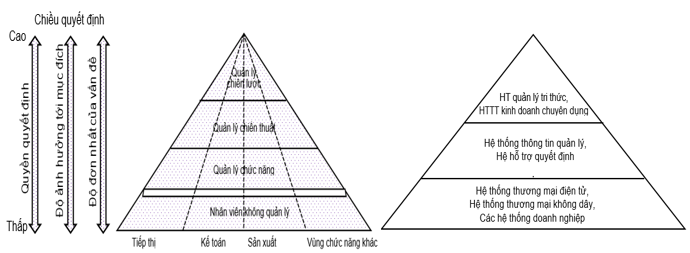 Chiều quyết định
Cao
Quyền quyết định
Độ ảnh hưởng tới mục đích
Độ đơn nhất của vấn đề
Thấp
Quản lý
chiến lược
Quản lý chiến thuật
Quản lý chức năng
Nhân viên không quản lý
Tiếp thị
Kế toán
Sản xuất
Vùng chức năng khác
HT quản lý tri thức,
HTTT kinh doanh chuyên dụng
Hệ thống thông tin quản lý,
Hệ hỗ trợ quyết định
Hệ thống thương mại điện tử,
Hệ thống thương mại không dây,
Các hệ thống doanh nghiệp